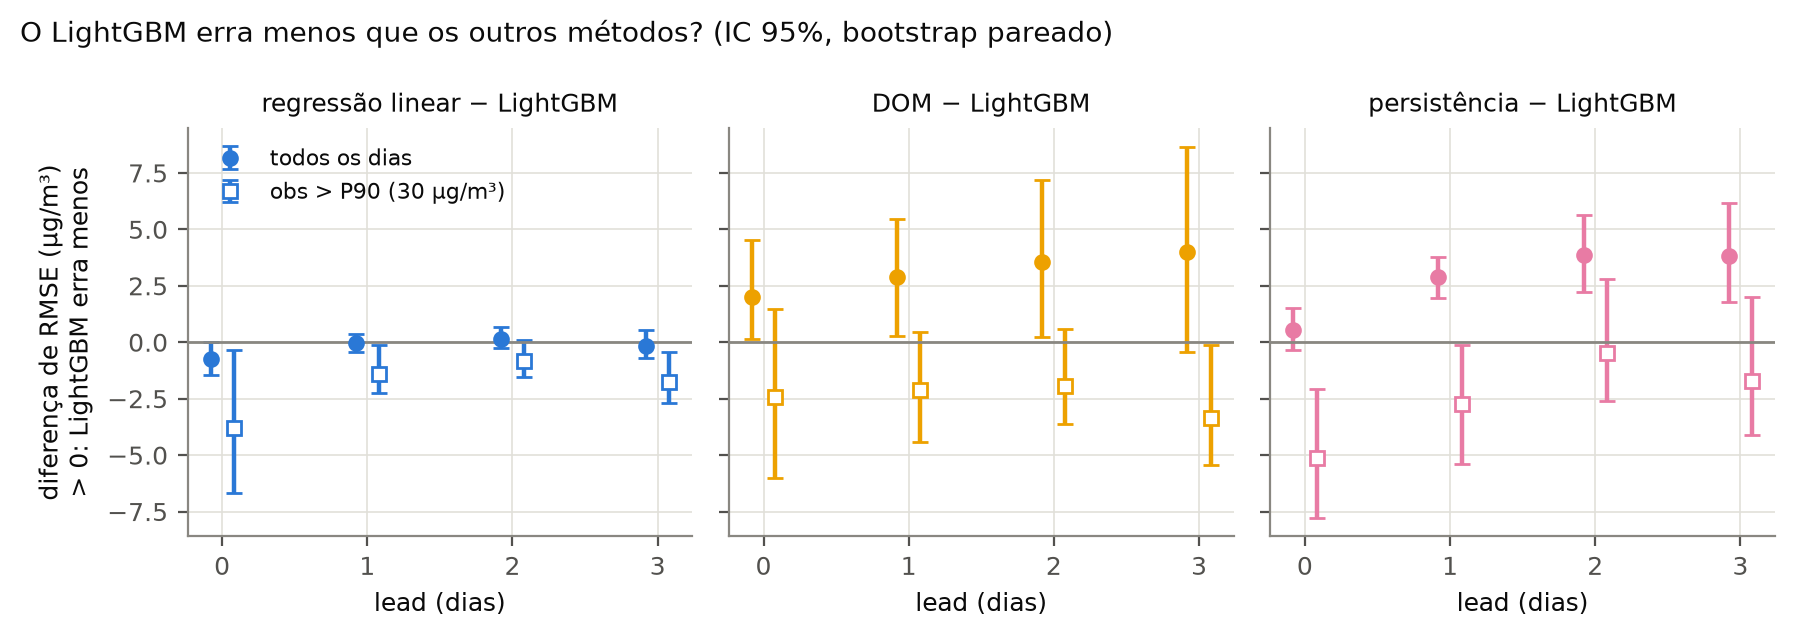 O LightGBM erra menos que os outros métodos? (IC 95%, bootstrap pareado)
regressão linear − LightGBM
DOM − LightGBM
persistência − LightGBM
diferença de RMSE (µg/m³)
> 0: LightGBM erra menos
todos os dias
obs > P90 (30 µg/m³)
7.5
5.0
2.5
0.0
−2.5
−5.0
−7.5
0 1 2 3
0 1 2 3
0 1 2 3
lead (dias)
lead (dias)
lead (dias)